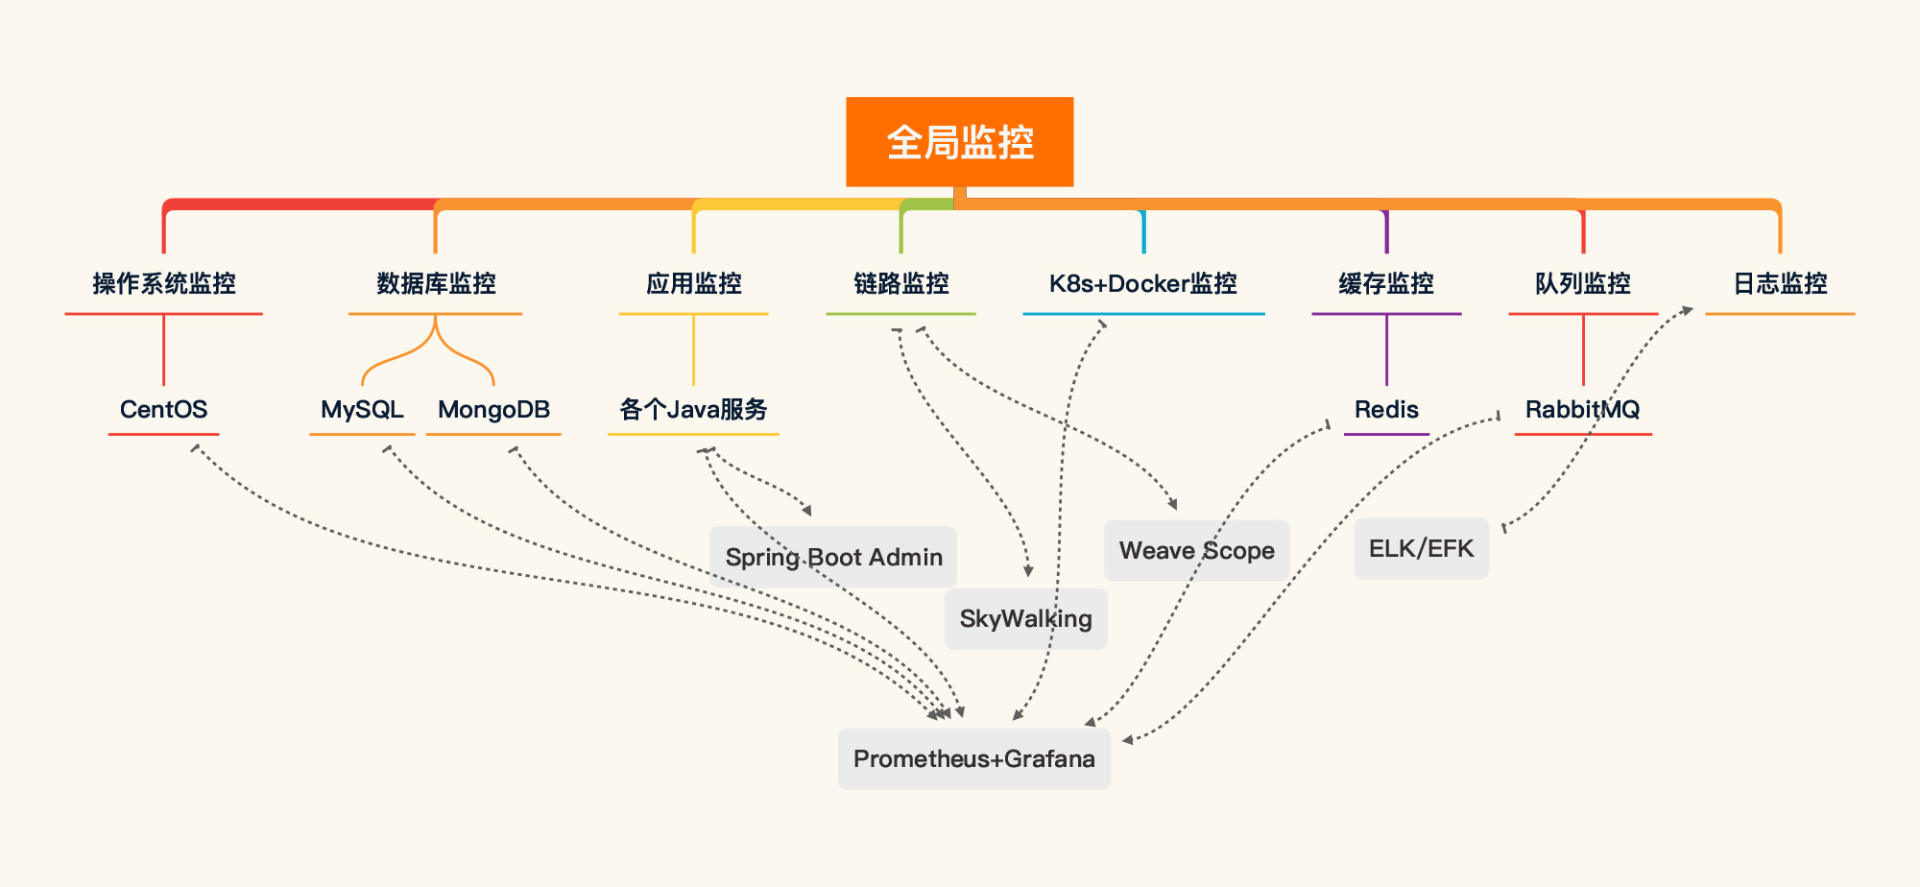 全局监控
操作系统监控
数据库监控
应用监控
链路监控
K8s+Docker监控
缓存监控
队列监控
日志监控
CentOS
MySQL
MongoDB
各个Java服务
Redis
RabbitMQ
Spring Boot Admin
Weave Scope
ELK/EFK
SkyWalking
Prometheus+Grafana